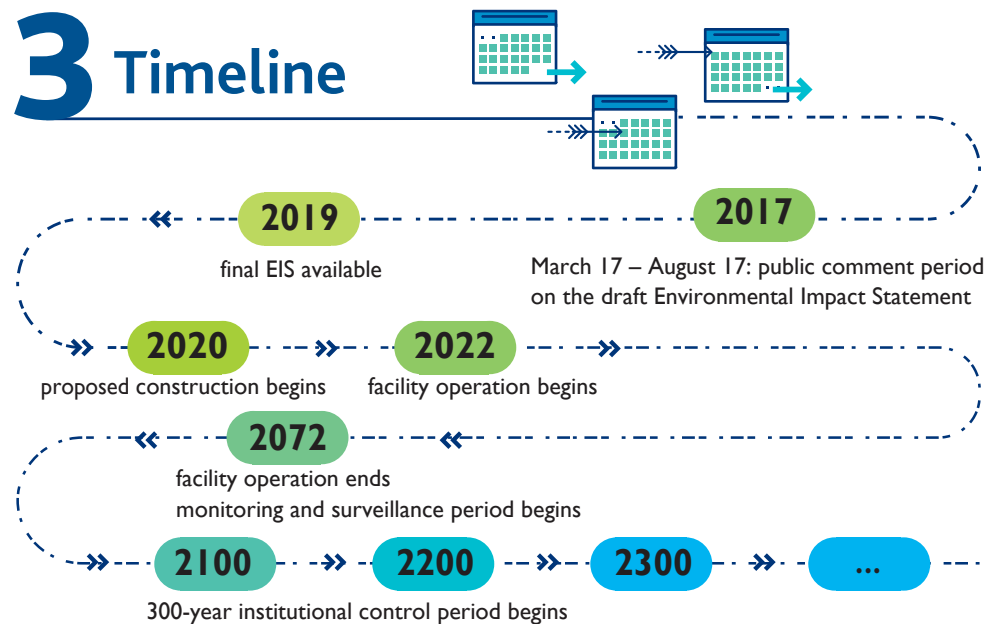 3 Timeline
2017
March 17 – August 17: public comment period
on the draft Environmental Impact Statement
2019
final EIS available
2020
proposed construction begins
2022
facility operation begins
2072
facility operation ends
monitoring and surveillance period begins
2100
300-year institutional control period begins
2200
2300
...